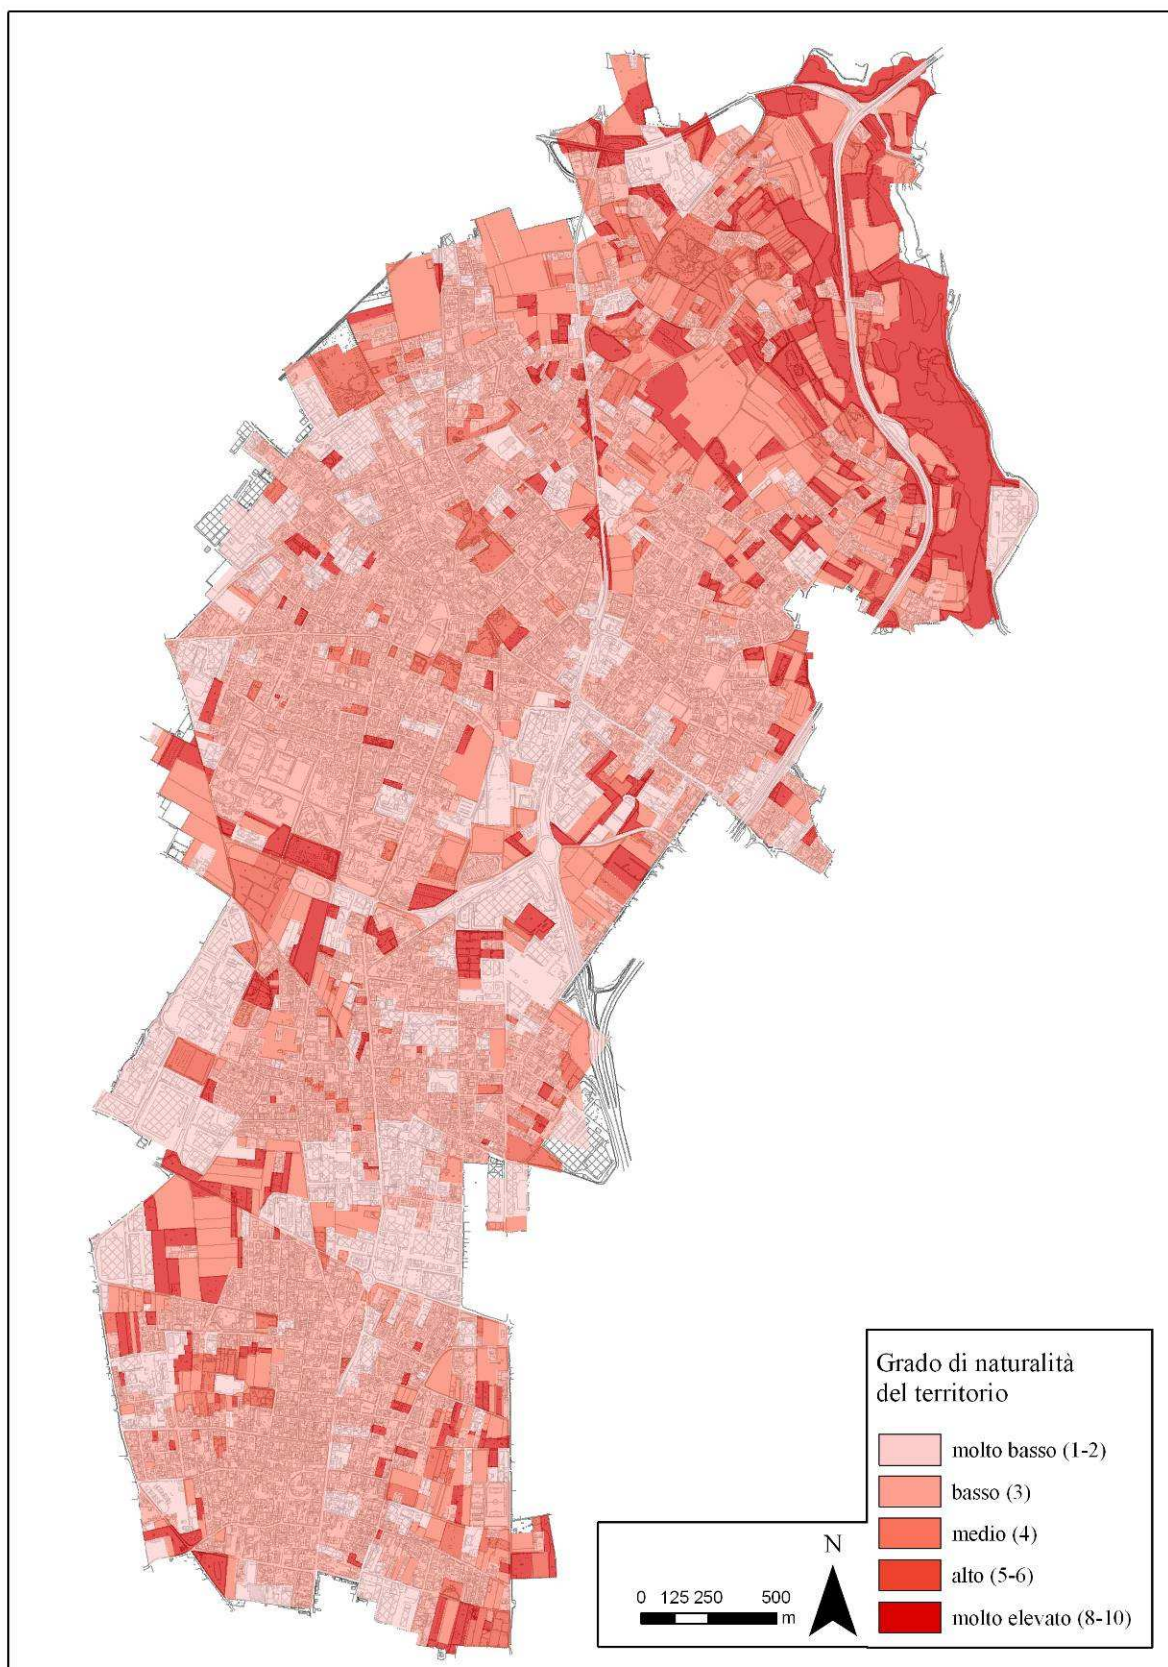 Grado di naturalità
del territorio
molto basso (1-2)
basso (3)
medio (4)
alto (5-6)
molto elevato (8-10)
N
0 125 250 500
m